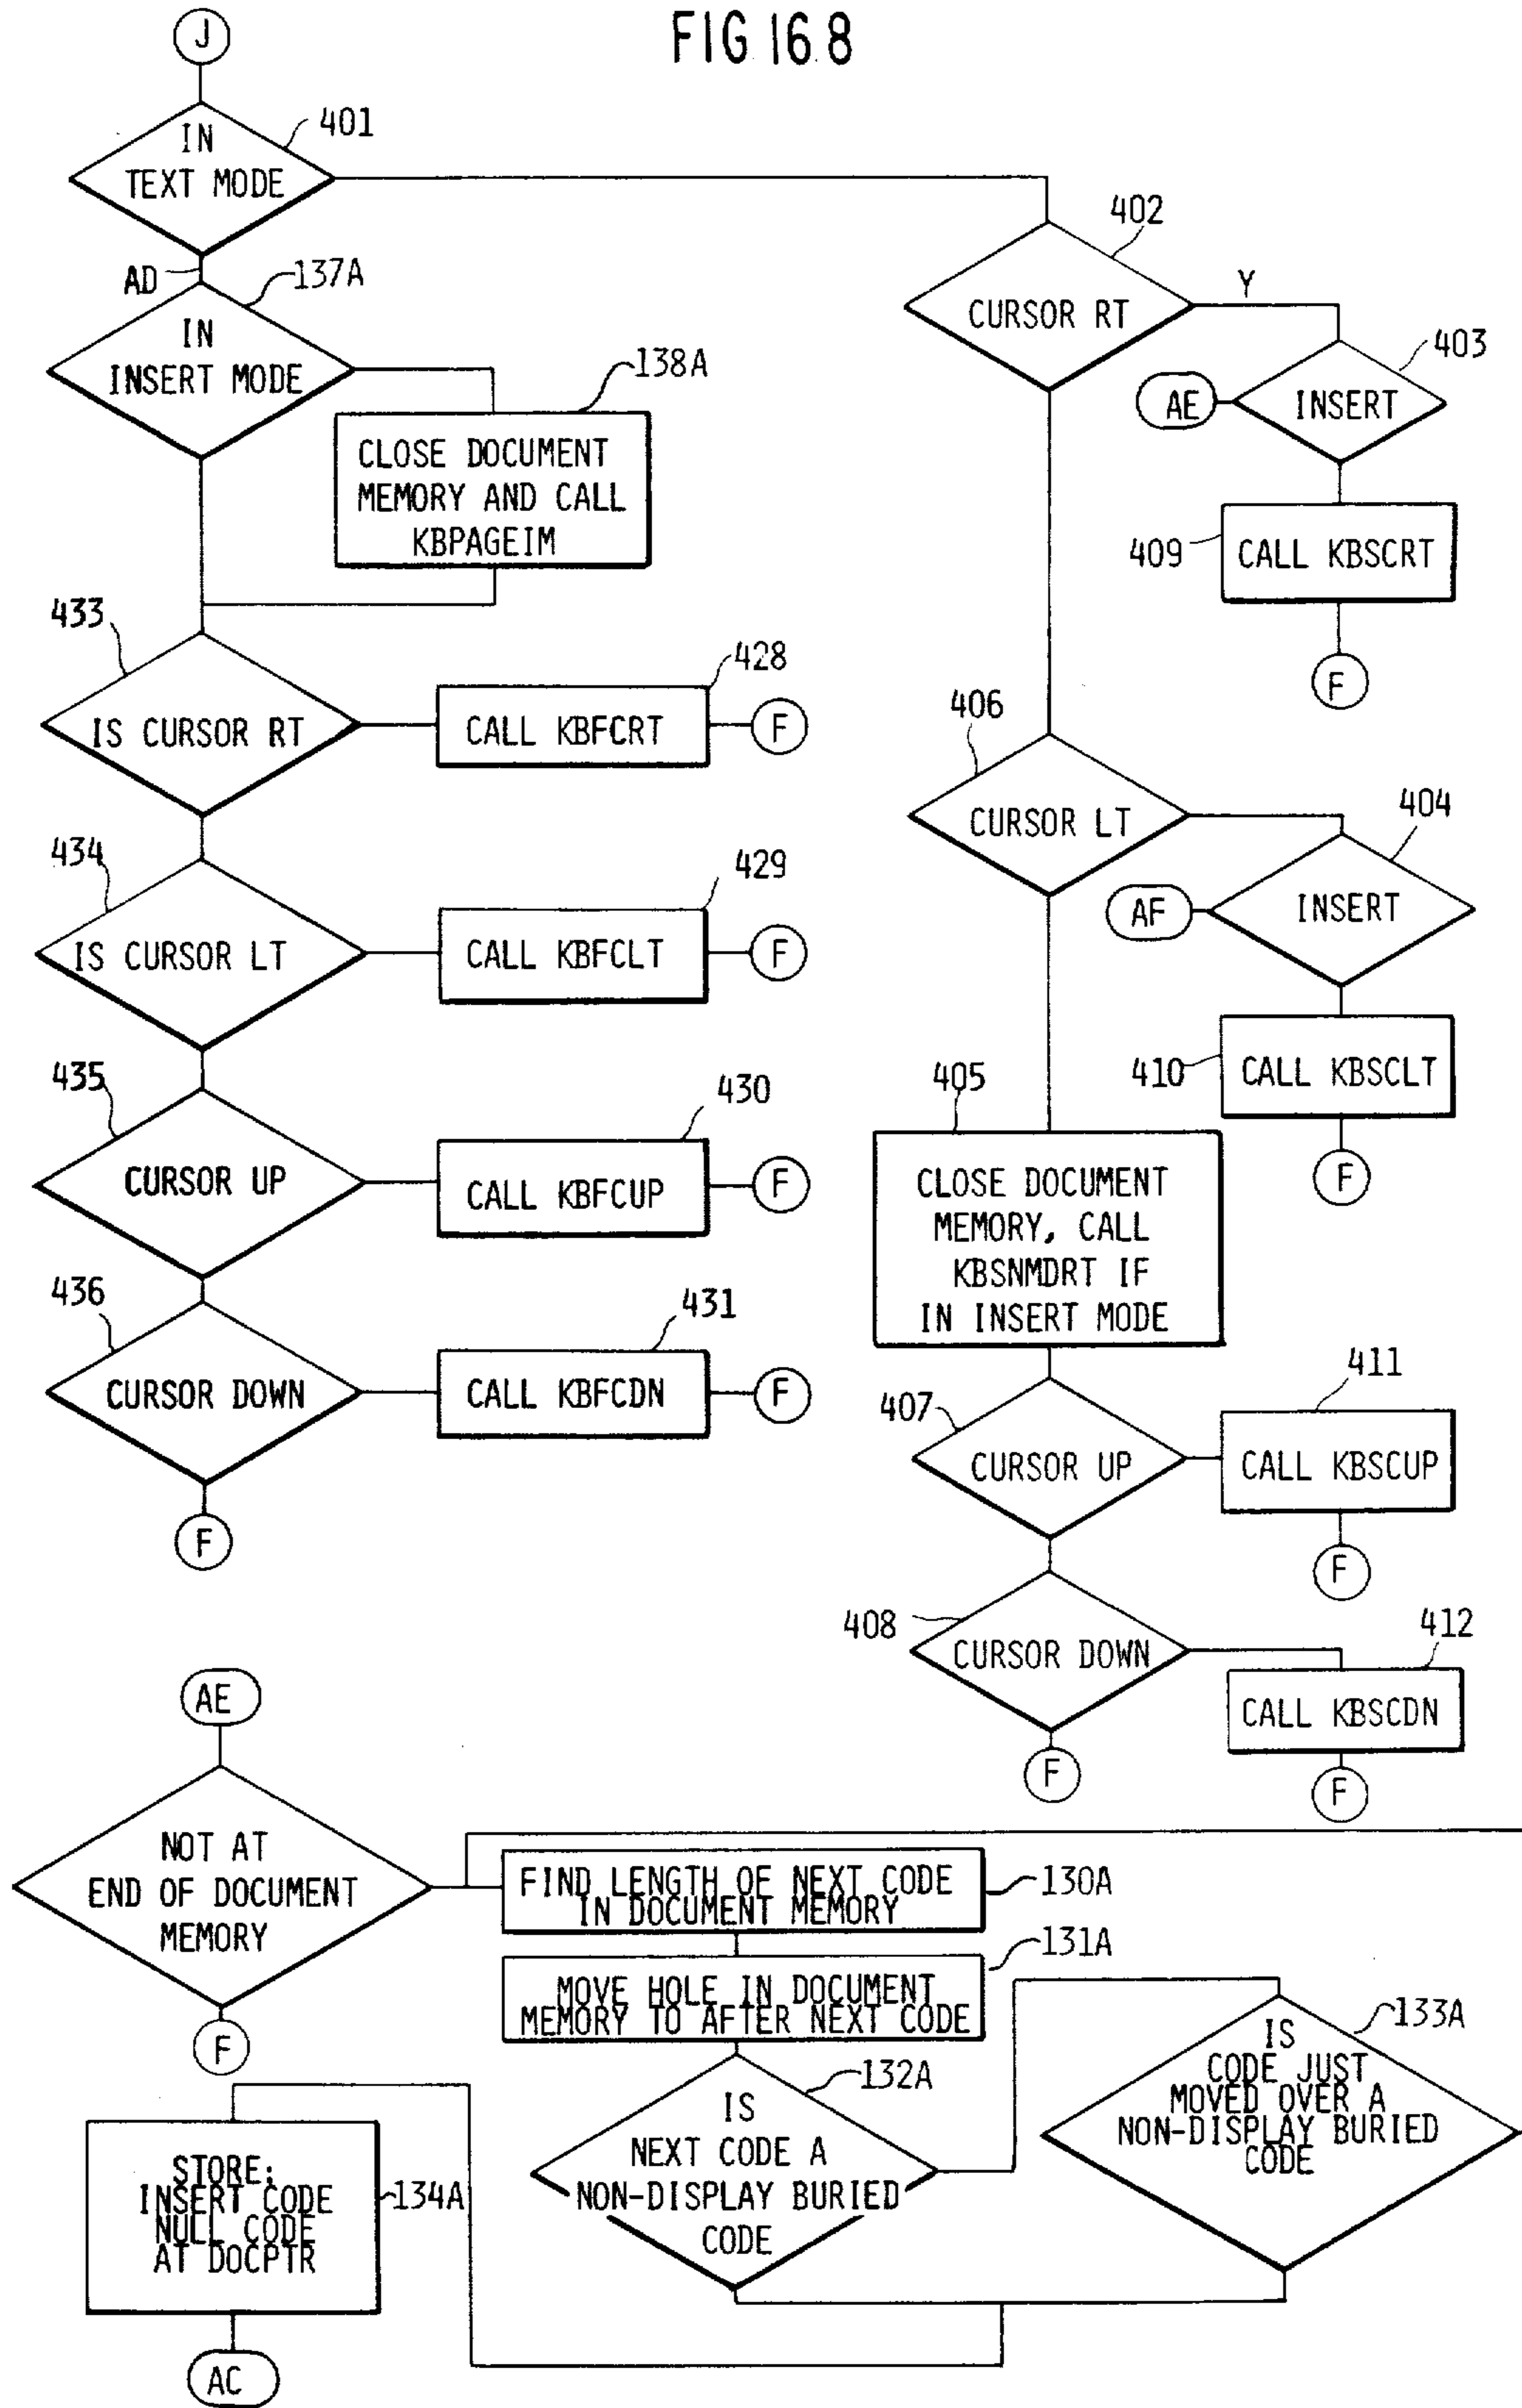 FIG 16.8
J
IN
TEXT MODE
401
AD
137A
IN
INSERT MODE
138A
CLOSE DOCUMENT
MEMORY AND CALL
KBPAGEIM
433
IS CURSOR RT
428
CALL KBFCRT
F
434
IS CURSOR LT
429
CALL KBFCLT
F
435
CURSOR UP
430
CALL KBFCUP
F
436
CURSOR DOWN
431
CALL KBFCDN
F
F
402
CURSOR RT
Y
403
AE
INSERT
409
CALL KBSCRT
F
406
CURSOR LT
404
AF
INSERT
410
CALL KBSCLT
F
405
CLOSE DOCUMENT
MEMORY, CALL
KBSNMDRT IF
IN INSERT MODE
407
CURSOR UP
411
CALL KBSCUP
F
408
CURSOR DOWN
412
CALL KBSCDN
F
F
AE
NOT AT
END OF DOCUMENT
MEMORY
F
FIND LENGTH OF NEXT CODE
IN DOCUMENT MEMORY
130A
MOVE HOLE IN DOCUMENT
MEMORY TO AFTER NEXT CODE
131A
132A
IS
NEXT CODE A
NON-DISPLAY BURIED
CODE
133A
IS
CODE JUST
MOVED OVER A
NON-DISPLAY BURIED
CODE
STORE:
INSERT CODE
NULL CODE
AT DOCPTR
134A
AC